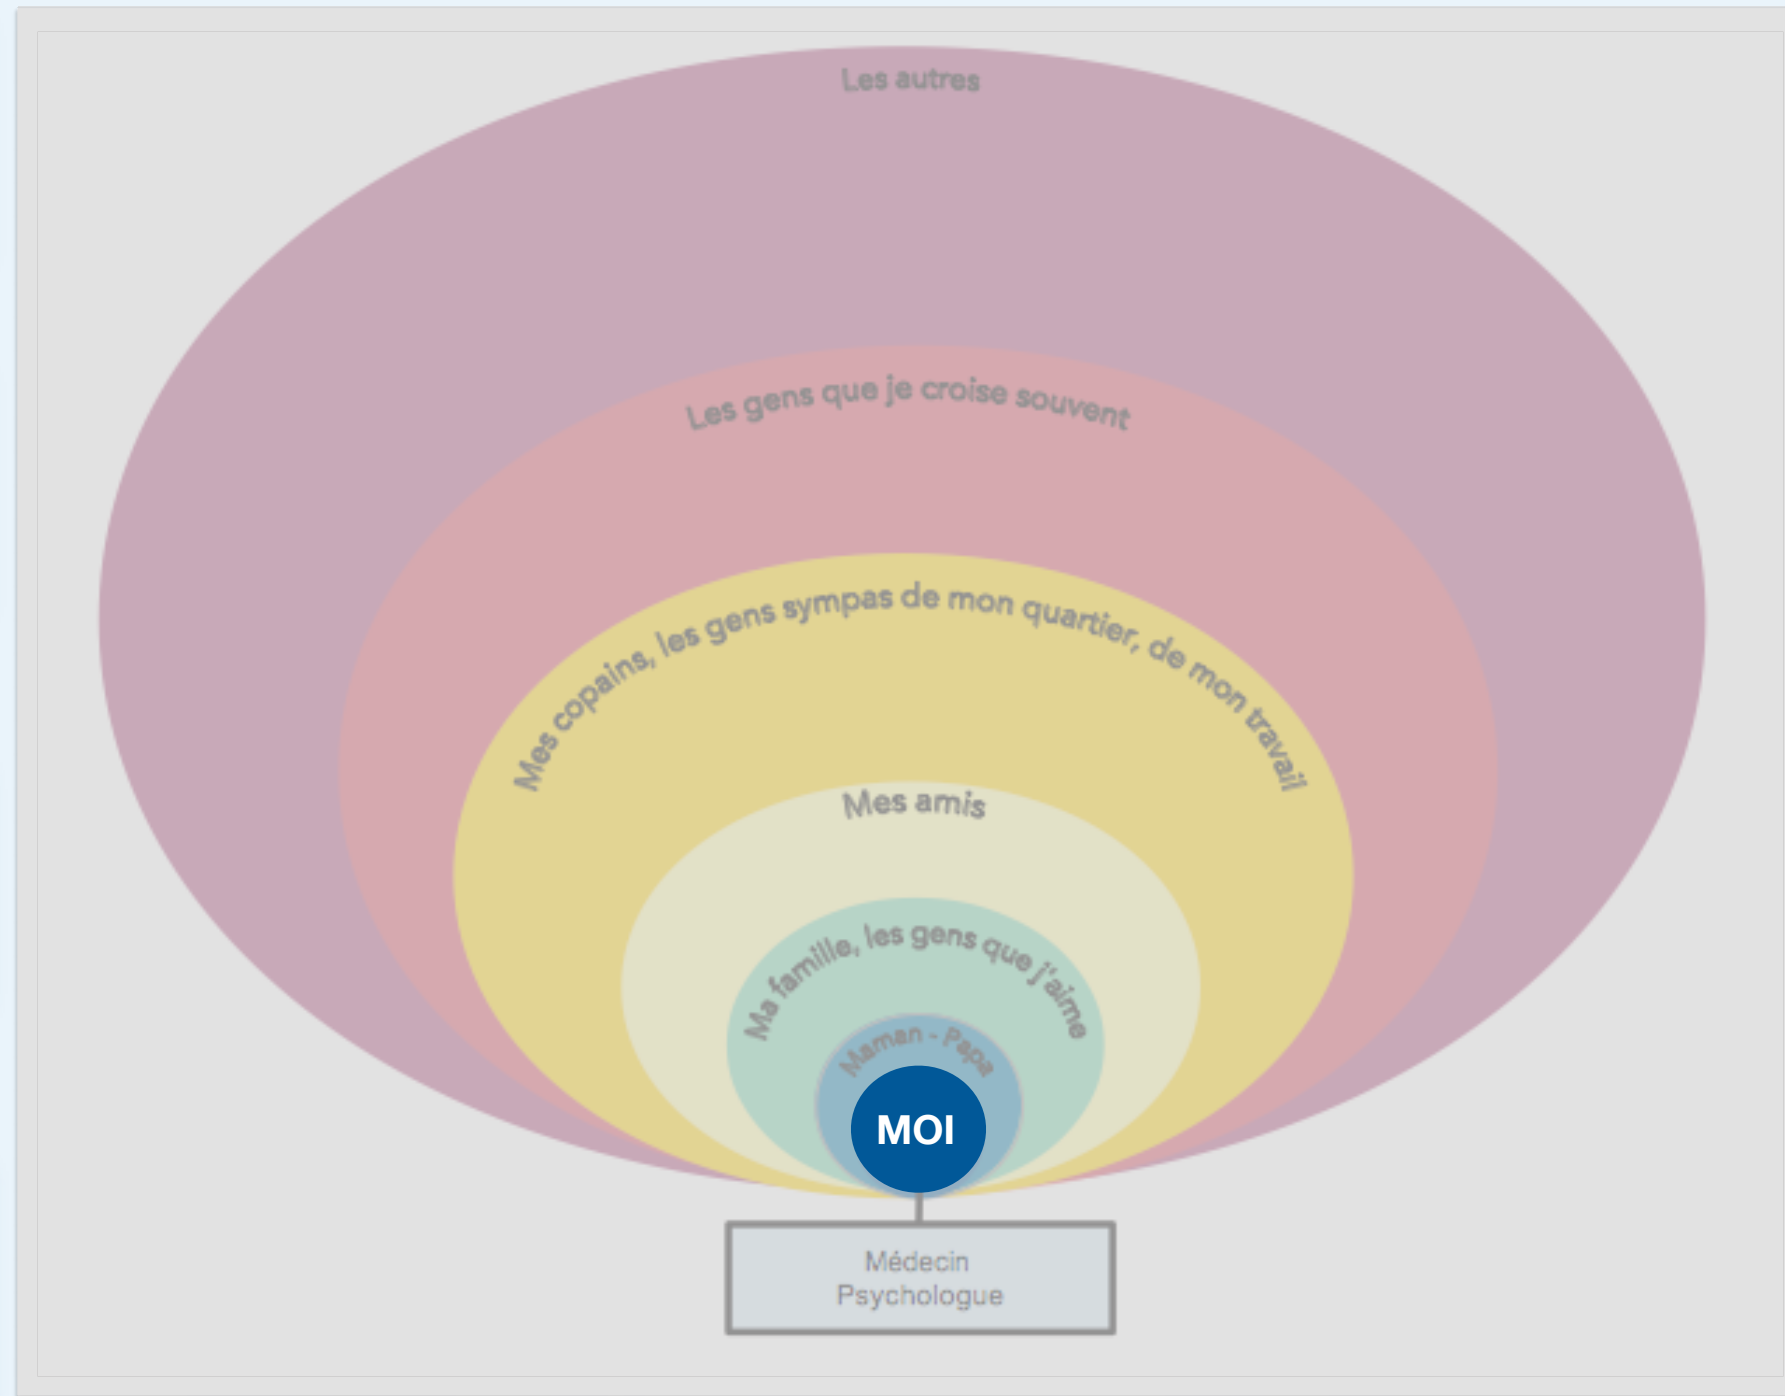 Les autres
Les gens que je croise souvent
Mes copains, les gens sympas de mon quartier, de mon travail
Mes amis
Ma famille, les gens que j'aime
Maman - Papa
MOI
Médecin
Psychologue